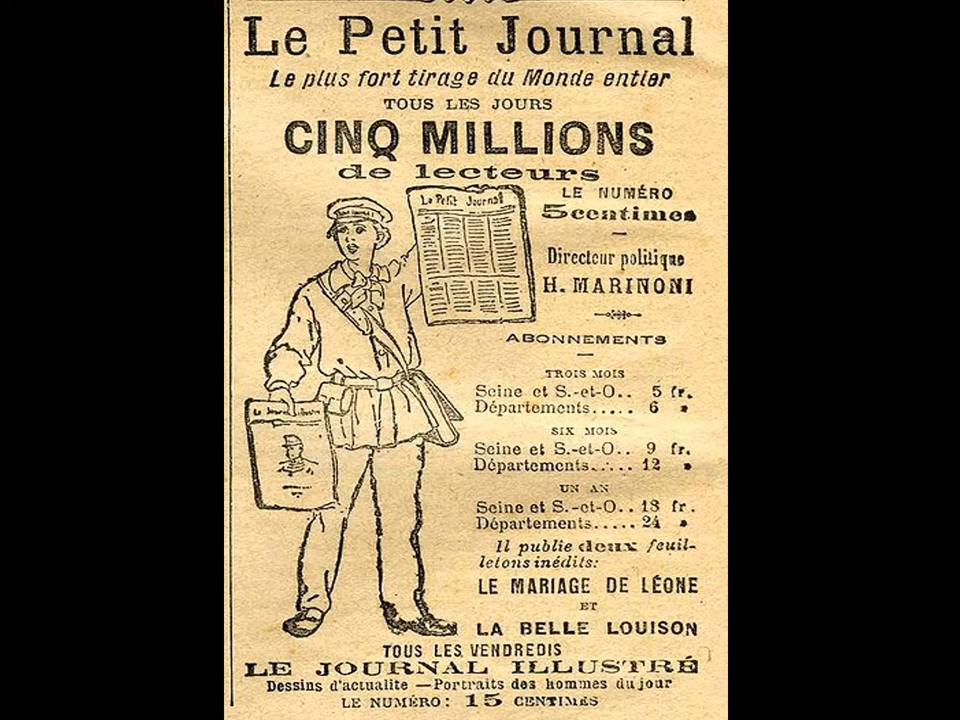 Le Petit Journal
Le plus fort tirage du Monde entier
TOUS LES JOURS
CINQ MILLIONS
de lecteurs
LE NUMÉRO
5 centimes
Directeur politique
H. MARINONI
ABONNEMENTS
TROIS MOIS
Seine et S.-et-O.. 5 fr.
Départements..... 6 »
SIX MOIS
Seine et S.-et-O.. 9 fr.
Départements..... 12 »
UN AN
Seine et S.-et-O.. 18 fr.
Départements..... 24 »
Il publie deux feuil-
letons inédits:
LE MARIAGE DE LÉONE
ET
LA BELLE LOUISON
Le Petit Journal
TOUS LES VENDREDIS
LE JOURNAL ILLUSTRÉ
Dessins d'actualite — Portraits des hommes du jour
LE NUMÉRO: 15 CENTIMES